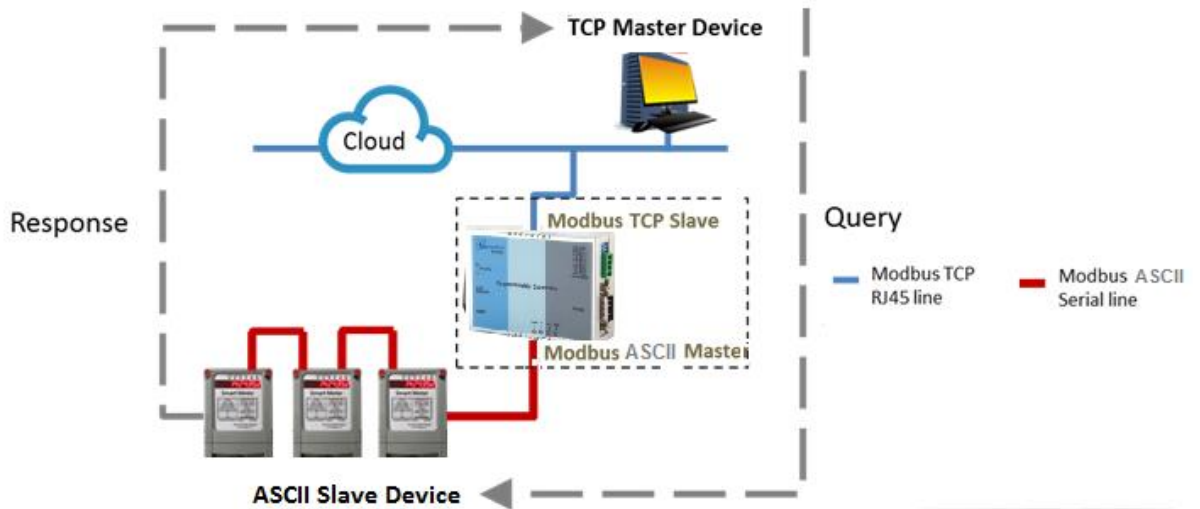 TCP Master Device
Cloud
Response
Modbus TCP Slave
Query
Modbus TCP
RJ45 line
Modbus ASCII
Serial line
Modbus ASCII Master
ASCII Slave Device